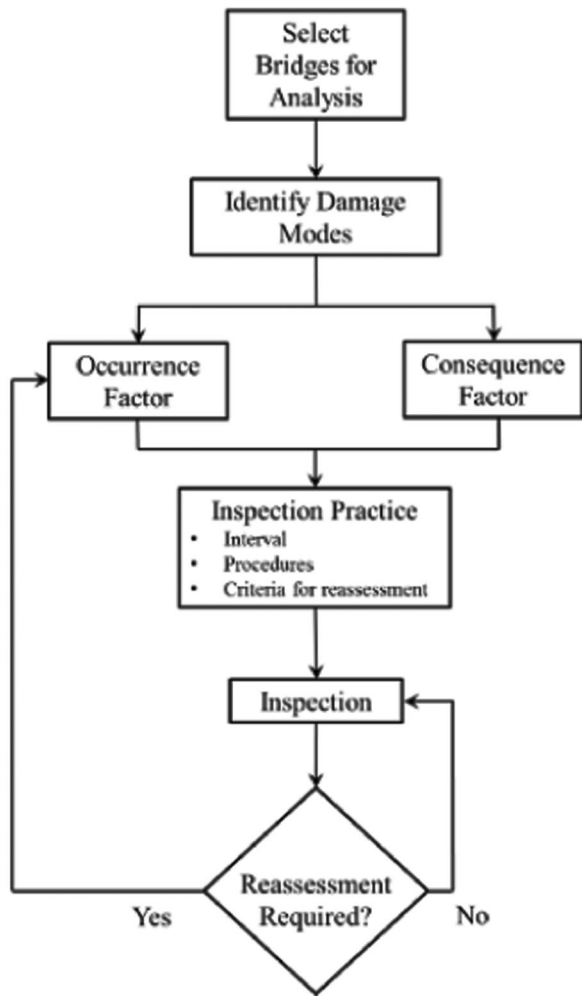 Select
Bridges for
Analysis
Identify Damage
Modes
Occurrence
Factor
Consequence
Factor
Inspection Practice
• Interval
• Procedures
• Criteria for reassessment
Inspection
Reassessment
Required?
Yes
No